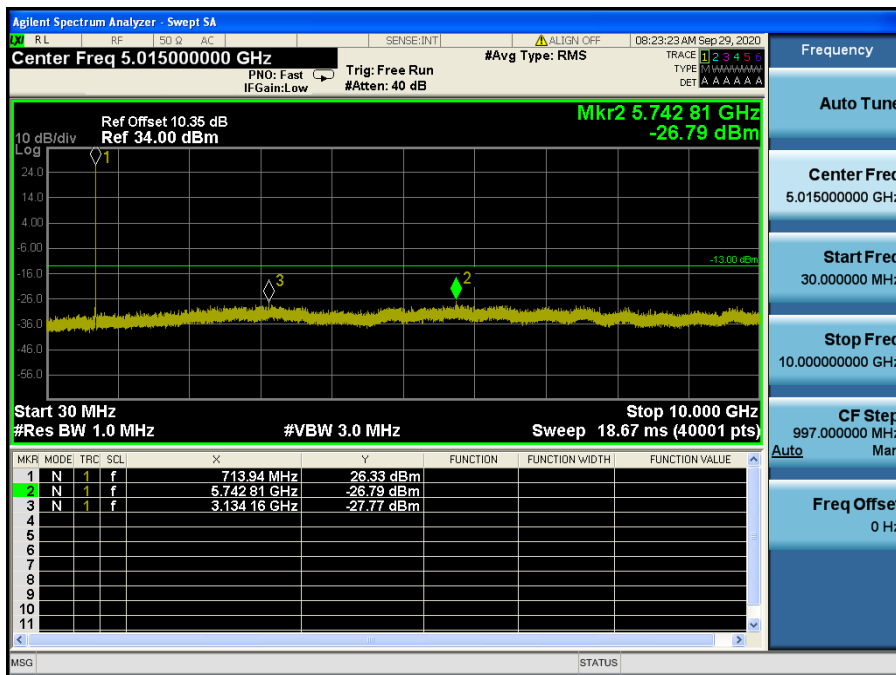 Agilent Spectrum Analyzer - Swept SA
LXI RL RF 50 Ω AC SENSE:INT ALIGN OFF 08:23:23 AM Sep 29, 2020
Center Freq 5.015000000 GHz
PNO: Fast
IFGain:Low
Trig: Free Run
#Atten: 40 dB
#Avg Type: RMS
TRACE 1 2 3 4 5 6
TYPE M WWWWW
DET A A A A A A
Frequency
Auto Tune
Center Freq
5.015000000 GHz
Start Freq
30.000000 MHz
Stop Freq
10.000000000 GHz
CF Step
997.000000 MHz
Auto Man
Freq Offset
0 Hz
Mkr2 5.742 81 GHz
-26.79 dBm
Ref Offset 10.35 dB
10 dB/div Ref 34.00 dBm
Log
1
24.0
14.0
4.00
-6.00
-13.00 dBm
-16.0
3
2
-26.0
-36.0
-46.0
-56.0
Start 30 MHz Stop 10.000 GHz
#Res BW 1.0 MHz #VBW 3.0 MHz Sweep 18.67 ms (40001 pts)
MKR MODE TRC SCL X Y FUNCTION FUNCTION WIDTH FUNCTION VALUE
1 N 1 f 713.94 MHz 26.33 dBm
2 N 1 f 5.742 81 GHz -26.79 dBm
3 N 1 f 3.134 16 GHz -27.77 dBm
4
5
6
7
8
9
10
11
MSG STATUS